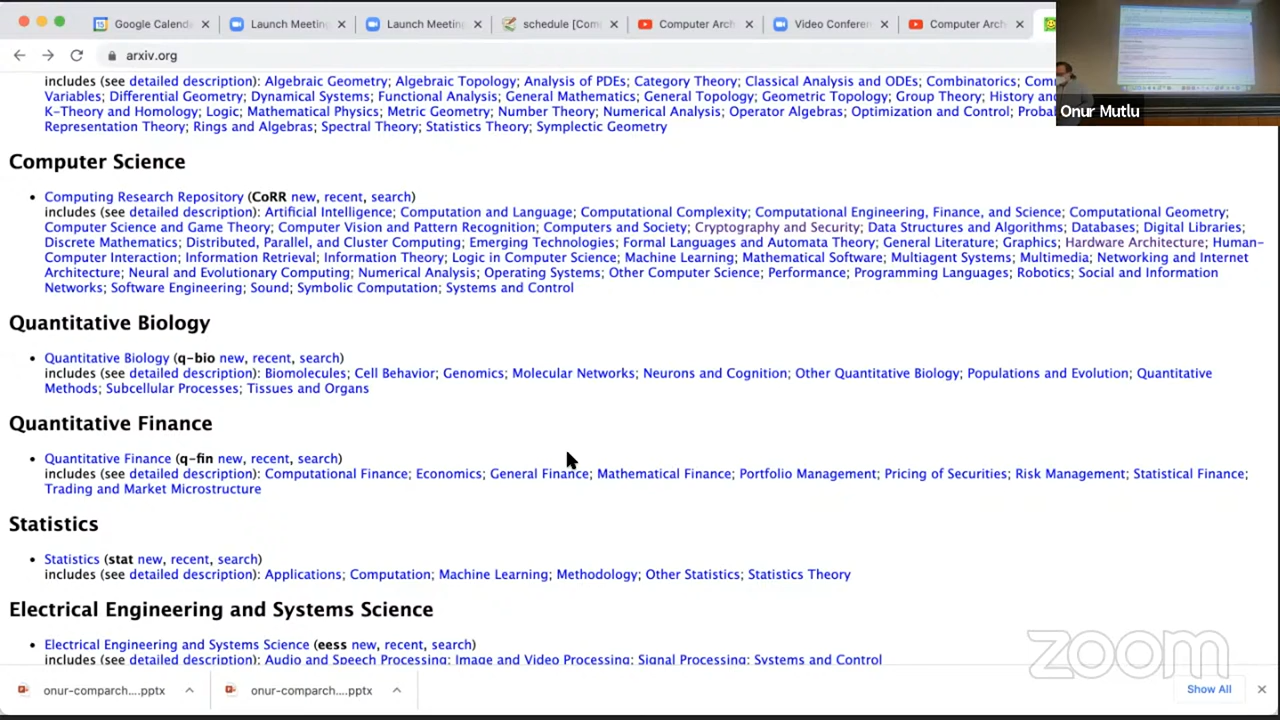 Google Calend
Launch Meetin
Launch Meetin
schedule [Com
Computer Arch
Video Conferen
Computer Arch
arxiv.org
Onur Mutlu
includes (see detailed description): Algebraic Geometry; Algebraic Topology; Analysis of PDEs; Category Theory; Classical Analysis and ODEs; Combinatorics; Com
Variables; Differential Geometry; Dynamical Systems; Functional Analysis; General Mathematics; General Topology; Geometric Topology; Group Theory; History and
K-Theory and Homology; Logic; Mathematical Physics; Metric Geometry; Number Theory; Numerical Analysis; Operator Algebras; Optimization and Control; Proba
Representation Theory; Rings and Algebras; Spectral Theory; Statistics Theory; Symplectic Geometry
Computer Science
• Computing Research Repository (CoRR new, recent, search)
includes (see detailed description): Artificial Intelligence; Computation and Language; Computational Complexity; Computational Engineering, Finance, and Science; Computational Geometry;
Computer Science and Game Theory; Computer Vision and Pattern Recognition; Computers and Society; Cryptography and Security; Data Structures and Algorithms; Databases; Digital Libraries;
Discrete Mathematics; Distributed, Parallel, and Cluster Computing; Emerging Technologies; Formal Languages and Automata Theory; General Literature; Graphics; Hardware Architecture; Human-
Computer Interaction; Information Retrieval; Information Theory; Logic in Computer Science; Machine Learning; Mathematical Software; Multiagent Systems; Multimedia; Networking and Internet
Architecture; Neural and Evolutionary Computing; Numerical Analysis; Operating Systems; Other Computer Science; Performance; Programming Languages; Robotics; Social and Information
Networks; Software Engineering; Sound; Symbolic Computation; Systems and Control
Quantitative Biology
• Quantitative Biology (q-bio new, recent, search)
includes (see detailed description): Biomolecules; Cell Behavior; Genomics; Molecular Networks; Neurons and Cognition; Other Quantitative Biology; Populations and Evolution; Quantitative
Methods; Subcellular Processes; Tissues and Organs
Quantitative Finance
• Quantitative Finance (q-fin new, recent, search)
includes (see detailed description): Computational Finance; Economics; General Finance; Mathematical Finance; Portfolio Management; Pricing of Securities; Risk Management; Statistical Finance;
Trading and Market Microstructure
Statistics
• Statistics (stat new, recent, search)
includes (see detailed description): Applications; Computation; Machine Learning; Methodology; Other Statistics; Statistics Theory
Electrical Engineering and Systems Science
• Electrical Engineering and Systems Science (eess new, recent, search)
includes (see detailed description): Audio and Speech Processing; Image and Video Processing; Signal Processing; Systems and Control
zoom
onur-comparch....pptx
onur-comparch....pptx
Show All